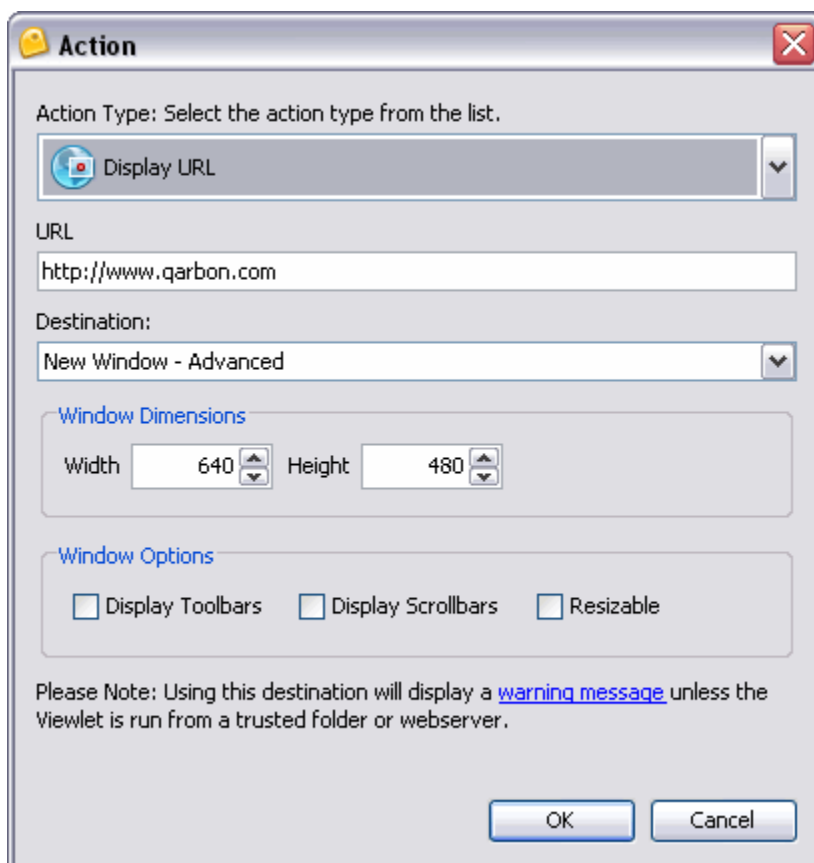 Action
Action Type: Select the action type from the list.
Display URL
URL
http://www.qarbon.com
Destination:
New Window - Advanced
Window Dimensions
Width 640 Height 480
Window Options
Display Toolbars Display Scrollbars Resizable
Please Note: Using this destination will display a warning message unless the
Viewlet is run from a trusted folder or webserver.
OK Cancel